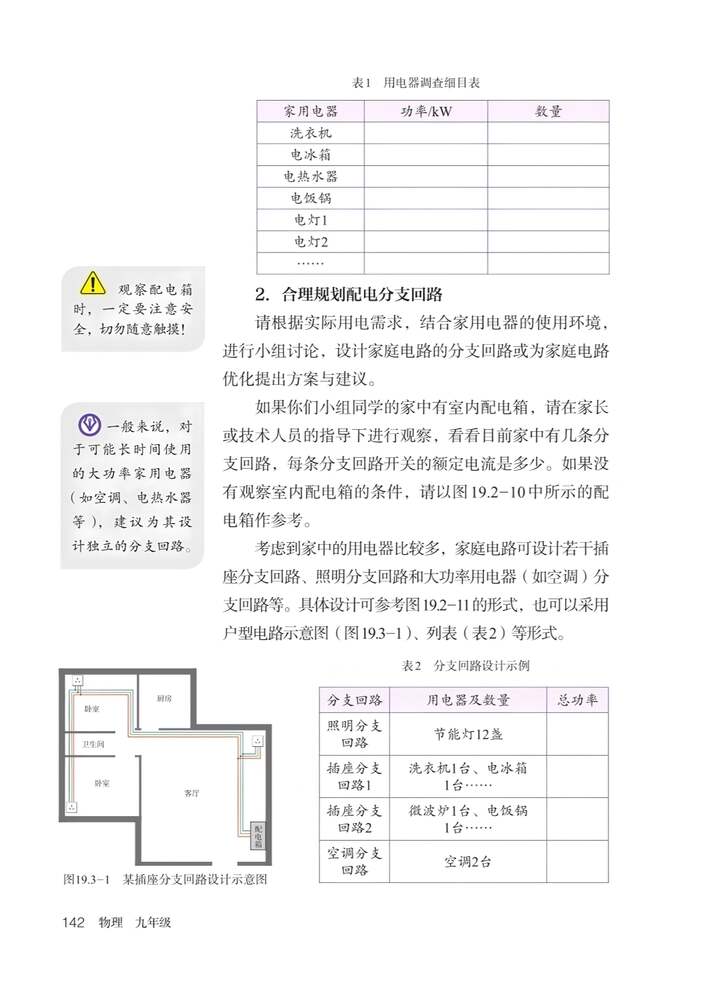 表1　用电器调查细目表
家用电器　功率/kW　数量
洗衣机
电冰箱
电热水器
电饭锅
电灯1
电灯2
……
观察配电箱
时，一定要注意安
全，切勿随意触摸！
2. 合理规划配电分支回路
请根据实际用电需求，结合家用电器的使用环境，
进行小组讨论，设计家庭电路的分支回路或为家庭电路
优化提出方案与建议。
一般来说，对
于可能长时间使用
的大功率家用电器
（如空调、电热水器
等），建议为其设
计独立的分支回路。
如果你们小组同学的家中有室内配电箱，请在家长
或技术人员的指导下进行观察，看看目前家中有几条分
支回路，每条分支回路开关的额定电流是多少。如果没
有观察室内配电箱的条件，请以图19.2-10中所示的配
电箱作参考。
考虑到家中的用电器比较多，家庭电路可设计若干插
座分支回路、照明分支回路和大功率用电器（如空调）分
支回路等。具体设计可参考图19.2-11的形式，也可以采用
户型电路示意图（图19.3-1）、列表（表2）等形式。
卧室
厨房
卫生间
卧室
客厅
配电箱
图19.3-1　某插座分支回路设计示意图
表2　分支回路设计示例
分支回路　用电器及数量　总功率
照明分支
回路
节能灯12盏
插座分支
回路1
洗衣机1台、电冰箱
1台……
插座分支
回路2
微波炉1台、电饭锅
1台……
空调分支
回路
空调2台
142　物理　九年级